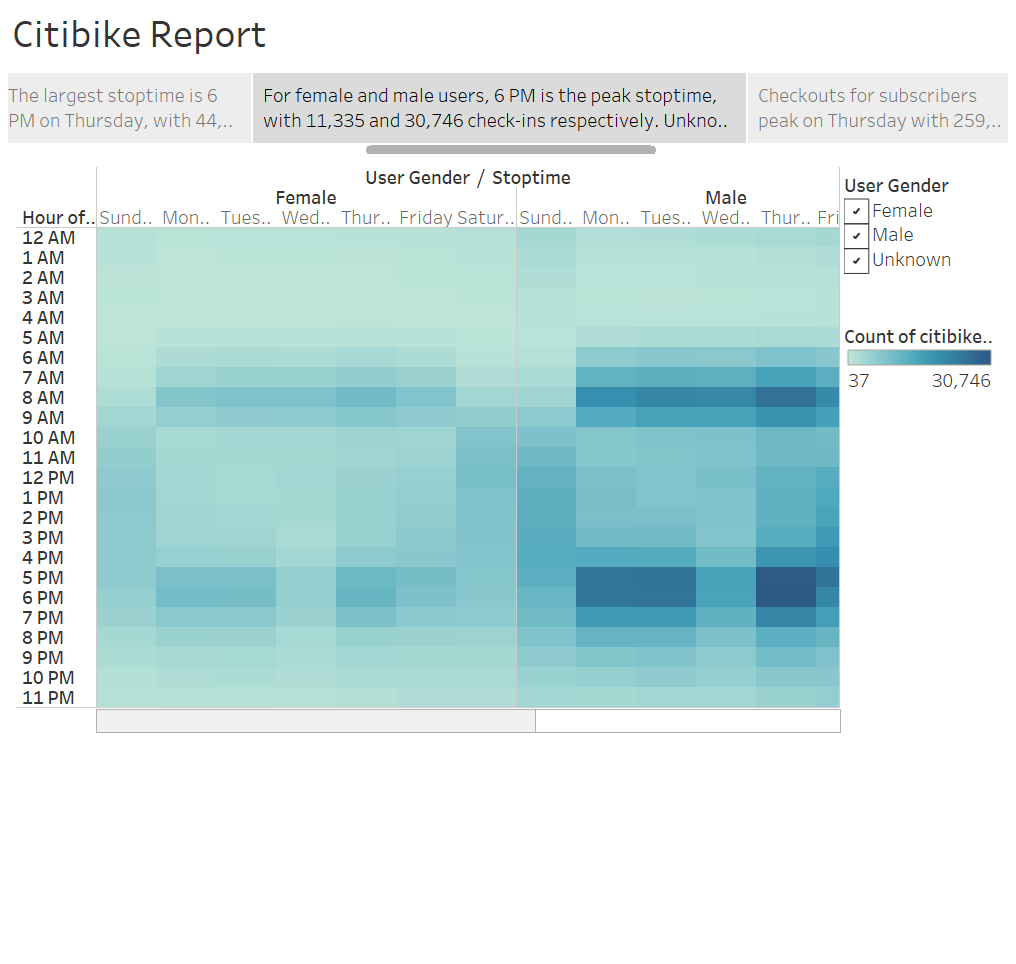 Citibike Report
The largest stoptime is 6
PM on Thursday, with 44,..
For female and male users, 6 PM is the peak stoptime,
with 11,335 and 30,746 check-ins respectively. Unkno..
Checkouts for subscribers
peak on Thursday with 259,..
User Gender / Stoptime
Female Male
Hour of.. Sund.. Mon.. Tues.. Wed.. Thur.. Friday Satur.. Sund.. Mon.. Tues.. Wed.. Thur.. Fri
12 AM
1 AM
2 AM
3 AM
4 AM
5 AM
6 AM
7 AM
8 AM
9 AM
10 AM
11 AM
12 PM
1 PM
2 PM
3 PM
4 PM
5 PM
6 PM
7 PM
8 PM
9 PM
10 PM
11 PM
User Gender
Female
Male
Unknown
Count of citibike..
37 30,746